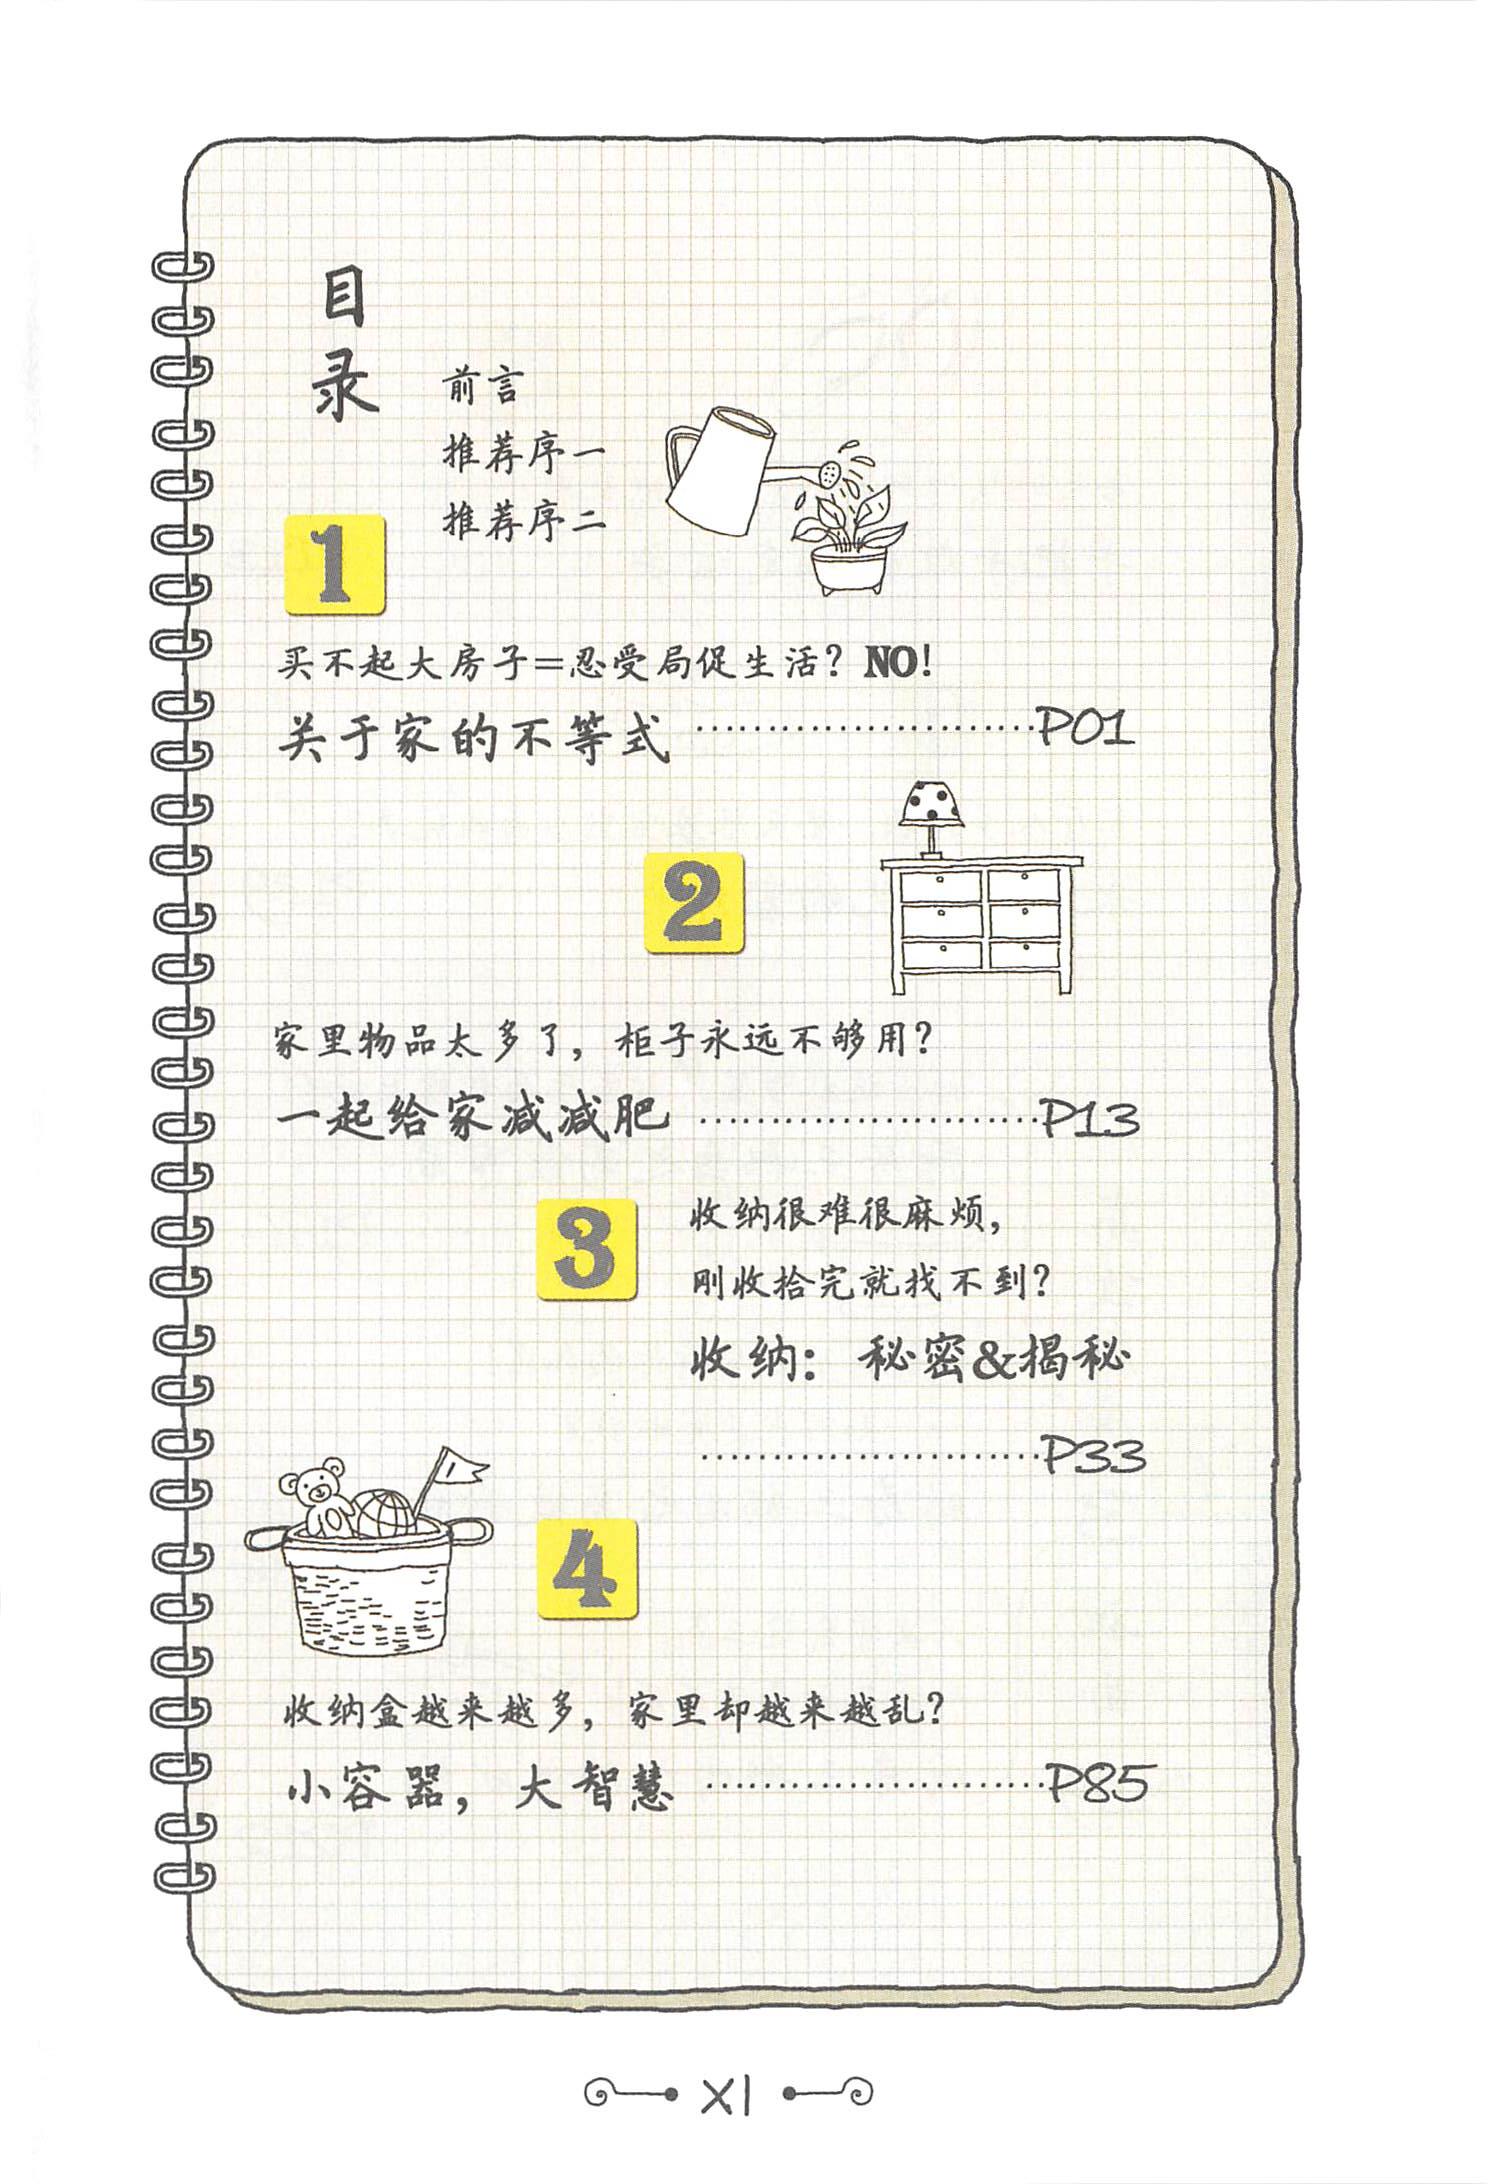 目录
前言
推荐序一
推荐序二
1
买不起大房子=忍受局促生活？NO！
关于家的不等式 ························P01
2
家里物品太多了，柜子永远不够用？
一起给家减减肥 ························P13
3
收纳很难很麻烦，
刚收拾完就找不到？
收纳：秘密&揭秘
························P33
4
收纳盒越来越多，家里却越来越乱？
小容器，大智慧 ························P85
XI